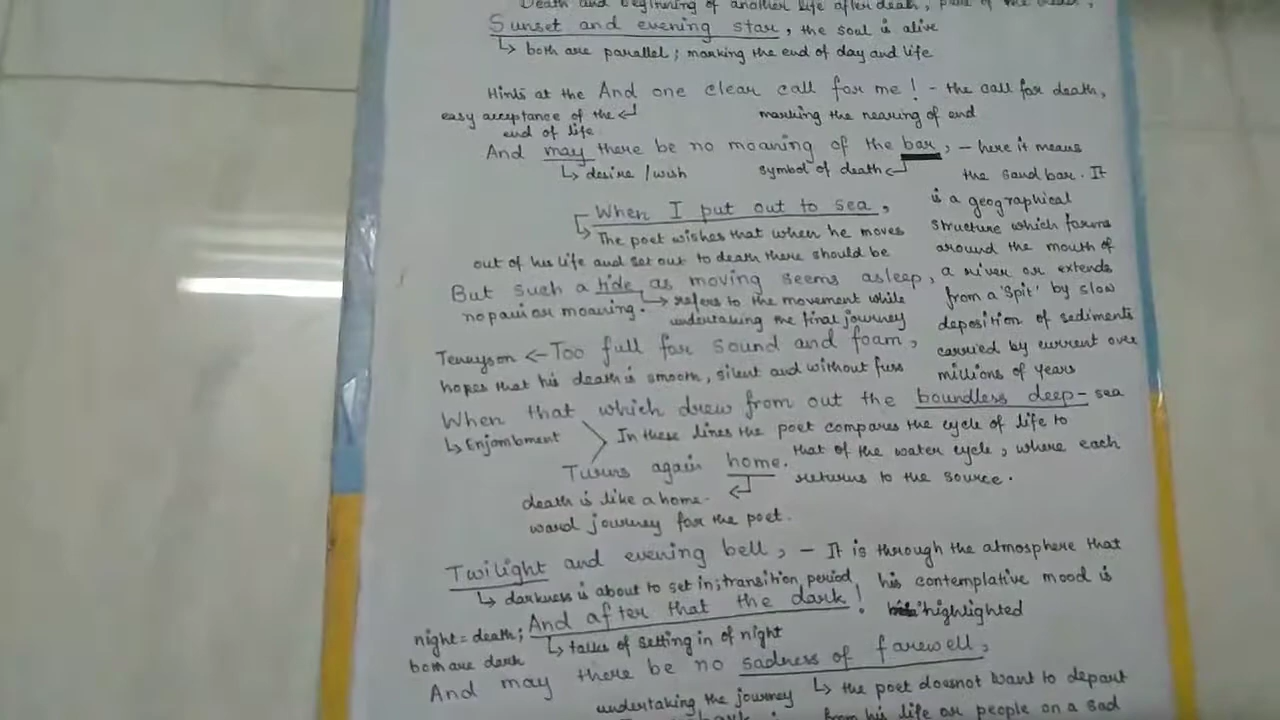 Death and beginning of another life after death,
Sunset and evening star, the soul is alive
↳ both are parallel; marking the end of day and life
Hints at the And one clear call for me! - the call for death,
easy acceptance of the marking the nearing of end
end of life.
And may there be no moaning of the bar, - here it means
↳ desire/wish symbol of death the sand bar. It
is a geographical
When I put out to sea, structure which forms
The poet wishes that when he moves around the mouth of
out of his life and set out to death there should be
But such a tide as moving seems asleep, a river or extends
no pain or moaning. ↳ refers to the movement while from a 'spit' by slow
undertaking the final journey deposition of sediments
Tennyson ← Too full for sound and foam, carried by current over
hopes that his death is smooth, silent and without fuss millions of years
When that which drew from out the boundless deep - sea
↳ Enjambment In these lines the poet compares the cycle of life to
that of the water cycle, where each
Turns again home. returns to the source.
death is like a home-
ward journey for the poet.
Twilight and evening bell, - It is through the atmosphere that
↳ darkness is about to set in; transition period his contemplative mood is
And after that the dark! highlighted
night = death; ↳ talks of setting in of night
both are dark
And may there be no sadness of farewell,
undertaking the journey ↳ the poet doesnot want to depart
from his life or people on a sad